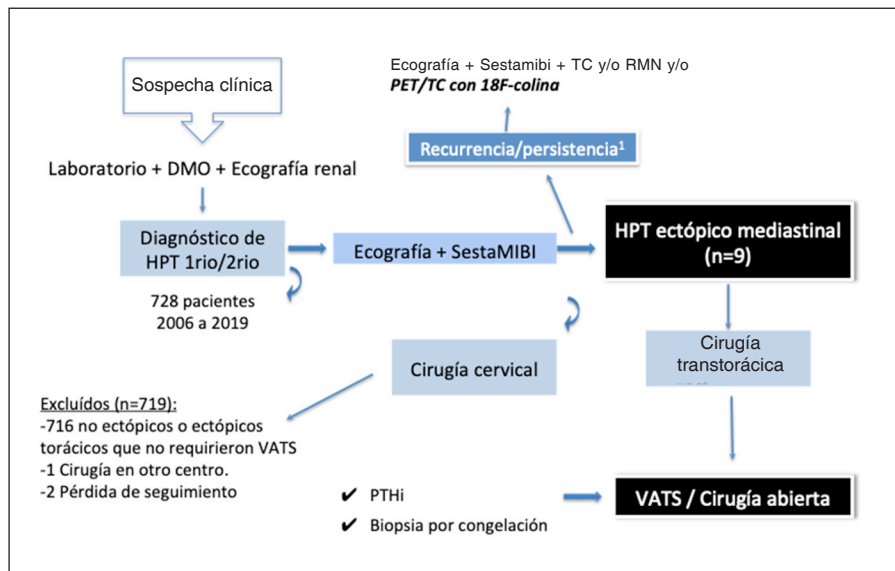 Sospecha clínica
Ecografía + Sestamibi + TC y/o RMN y/o
PET/TC con 18F-colina
Recurrencia/persistencia¹
Laboratorio + DMO + Ecografía renal
Diagnóstico de
HPT 1rio/2rio
Ecografía + SestaMIBI
HPT ectópico mediastinal
(n=9)
728 pacientes
2006 a 2019
Cirugía cervical
Cirugía
transtorácica
Excluídos (n=719):
-716 no ectópicos o ectópicos
torácicos que no requirieron VATS
-1 Cirugía en otro centro.
-2 Pérdida de seguimiento
✔ PTHi
✔ Biopsia por congelación
VATS / Cirugía abierta